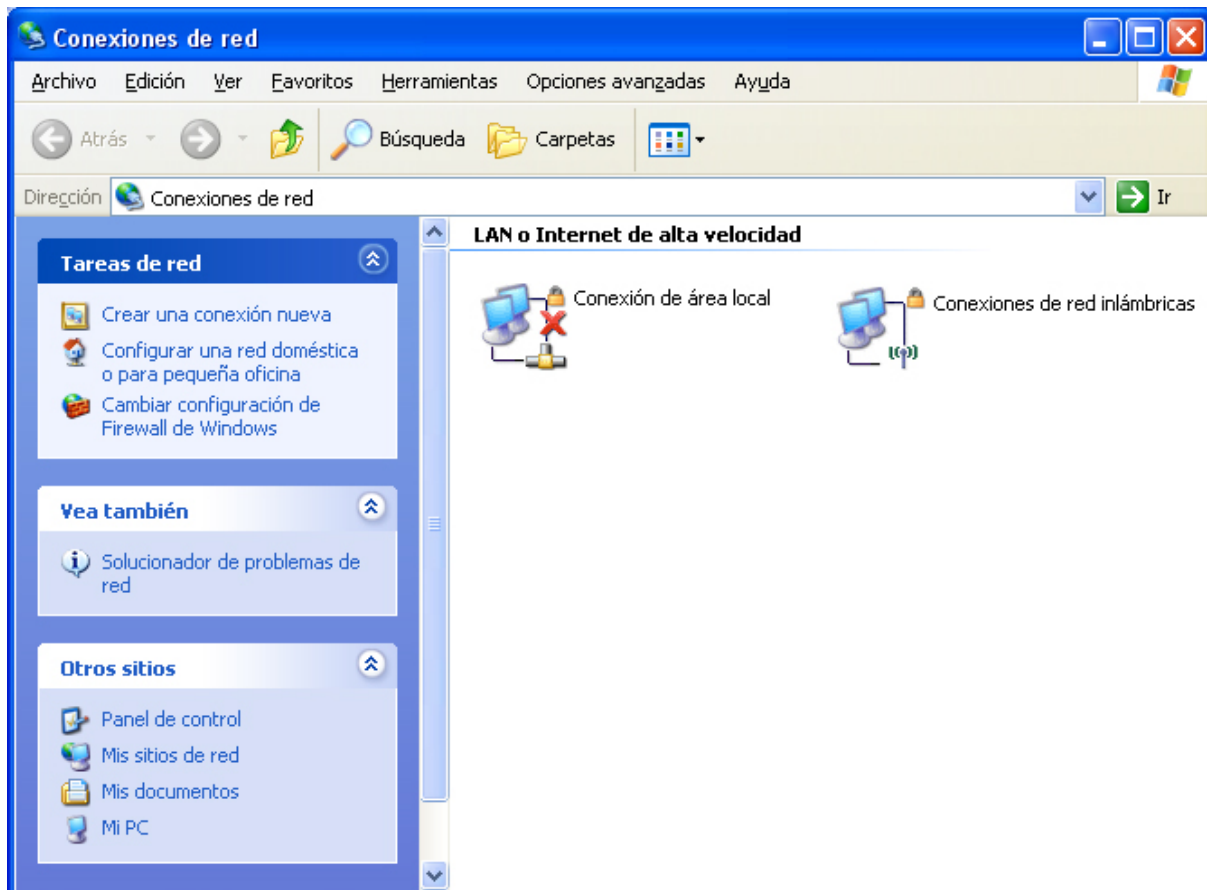 Conexiones de red
Archivo Edición Ver Favoritos Herramientas Opciones avanzadas Ayuda
Atrás Búsqueda Carpetas
Dirección Conexiones de red Ir
LAN o Internet de alta velocidad
Tareas de red
Crear una conexión nueva
Configurar una red doméstica
o para pequeña oficina
Cambiar configuración de
Firewall de Windows
Vea también
Solucionador de problemas de
red
Otros sitios
Panel de control
Mis sitios de red
Mis documentos
Mi PC
Conexión de área local
Conexiones de red inlámbricas